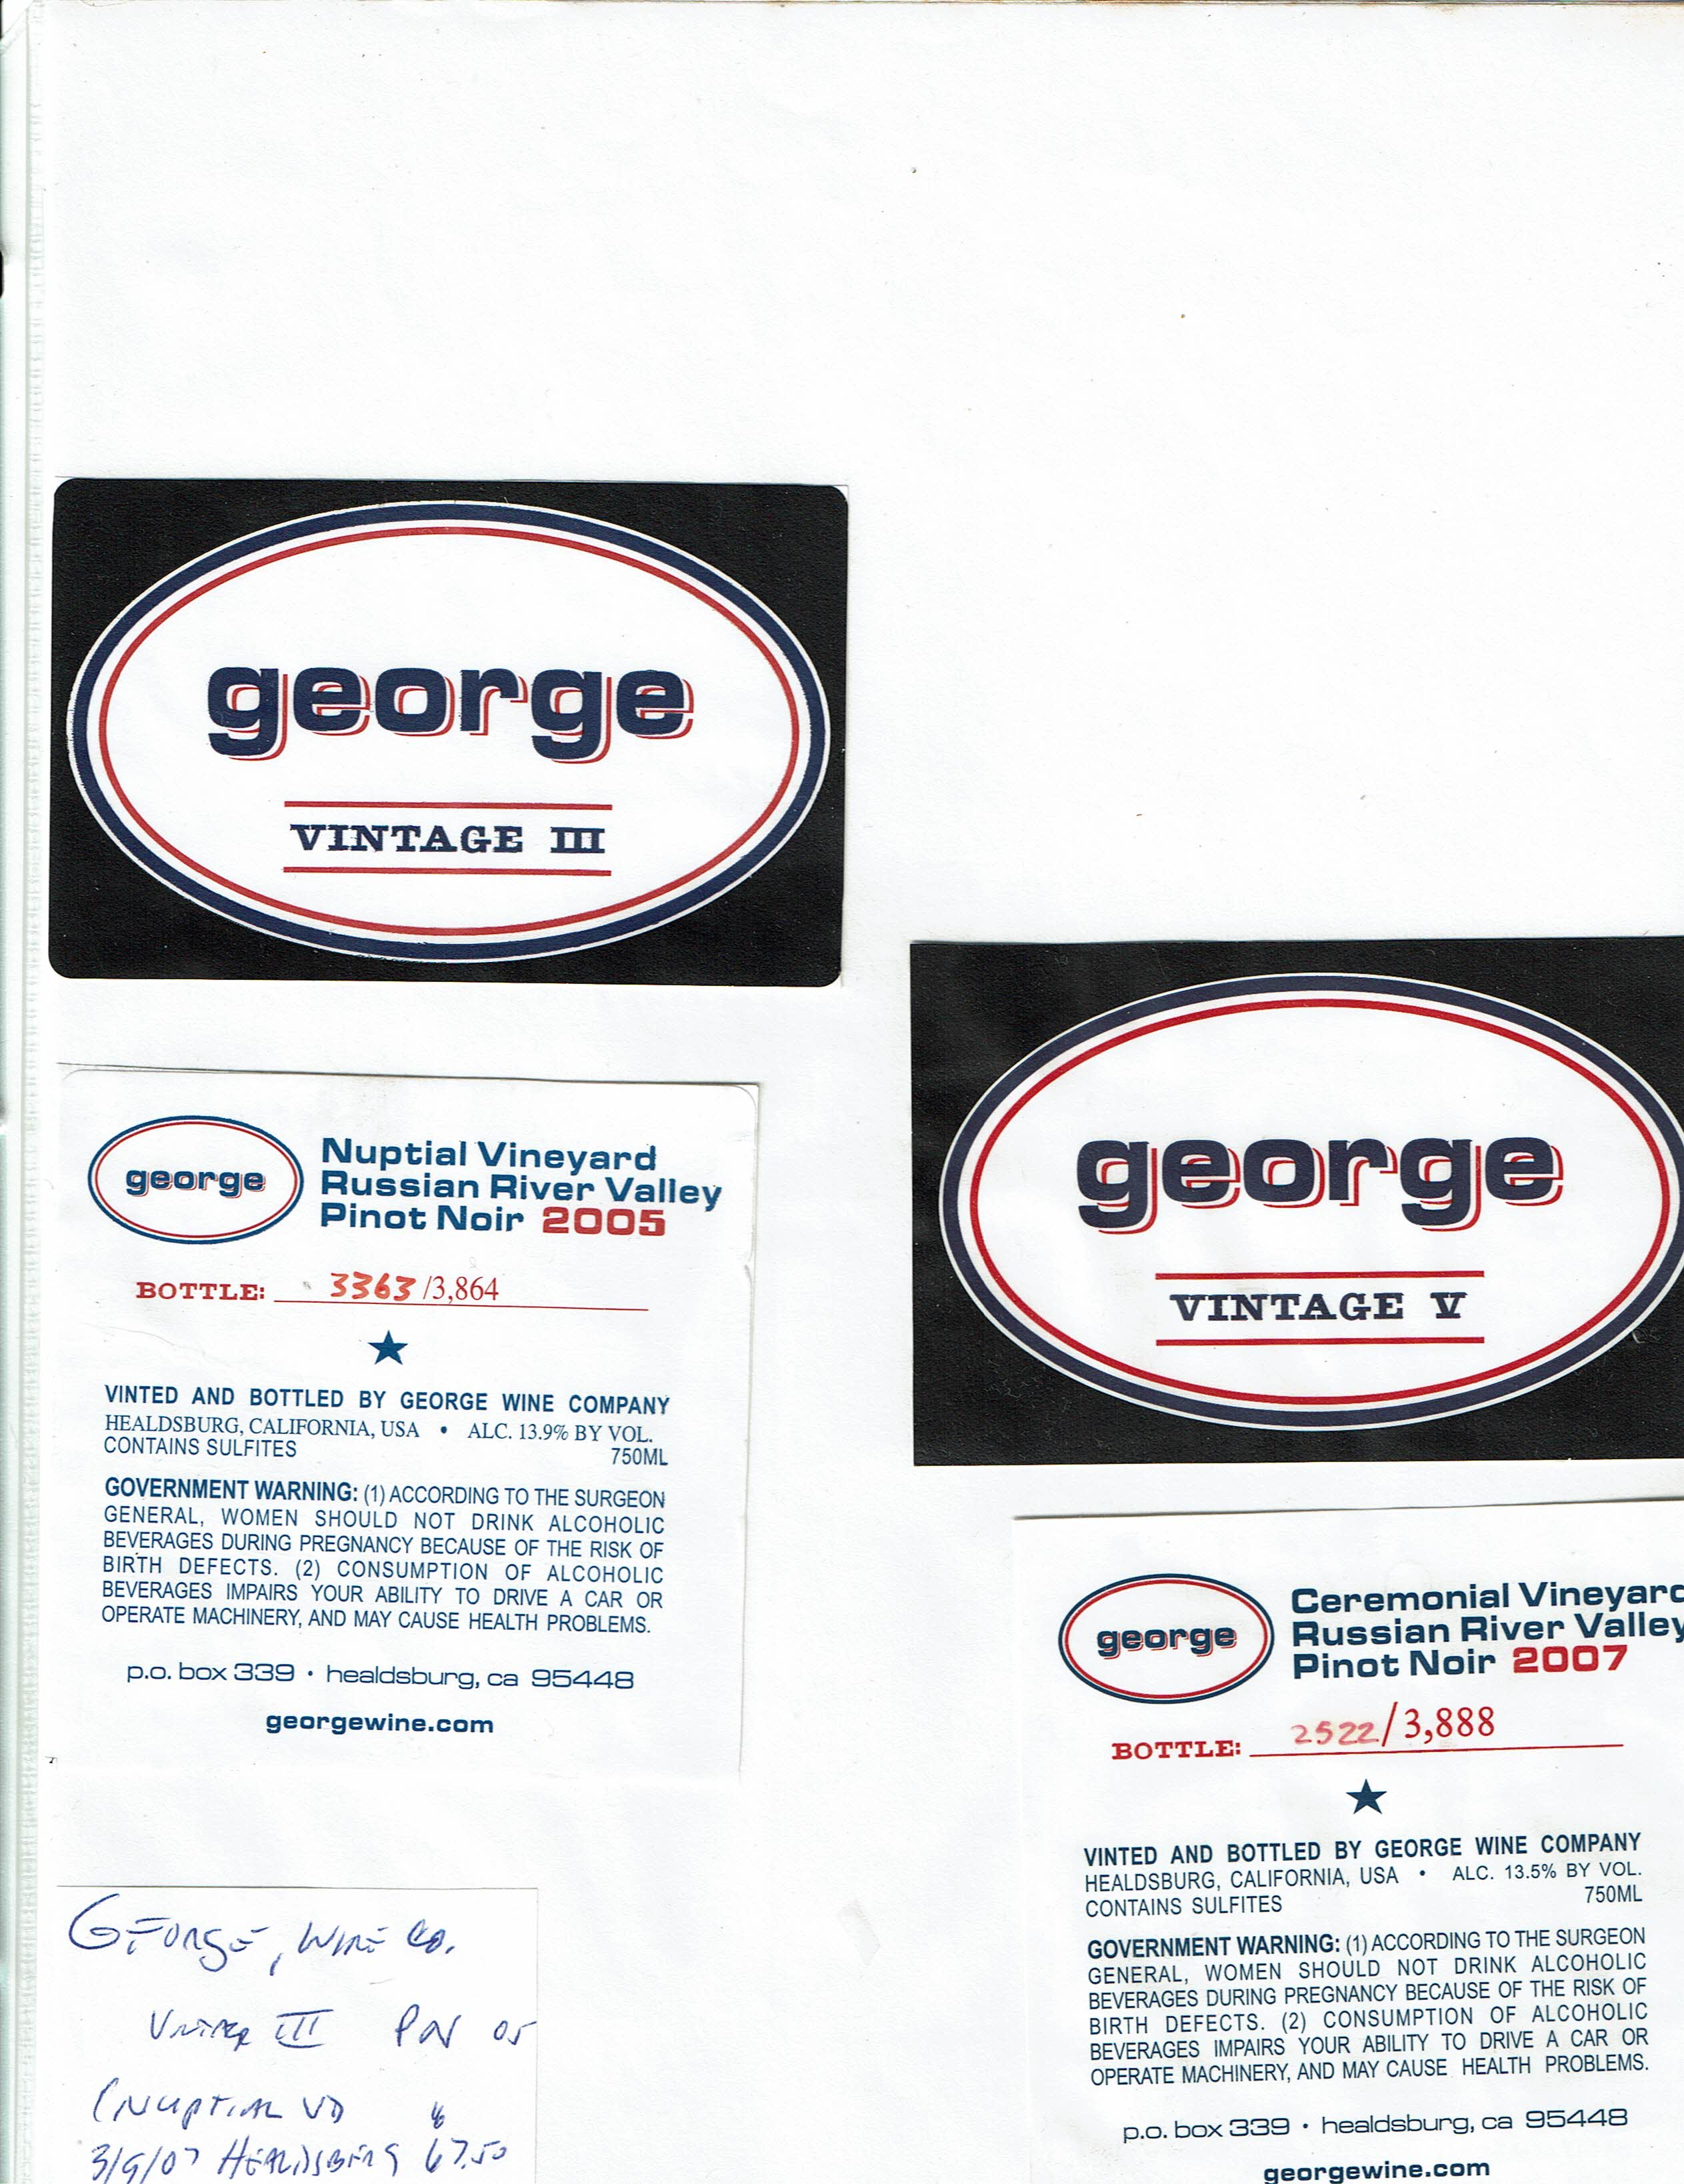 george
VINTAGE III
george
Nuptial Vineyard
Russian River Valley
Pinot Noir 2005
BOTTLE: 3363/3,864
VINTED AND BOTTLED BY GEORGE WINE COMPANY
HEALDSBURG, CALIFORNIA, USA • ALC. 13.9% BY VOL.
CONTAINS SULFITES 750ML
GOVERNMENT WARNING: (1) ACCORDING TO THE SURGEON
GENERAL, WOMEN SHOULD NOT DRINK ALCOHOLIC
BEVERAGES DURING PREGNANCY BECAUSE OF THE RISK OF
BIRTH DEFECTS. (2) CONSUMPTION OF ALCOHOLIC
BEVERAGES IMPAIRS YOUR ABILITY TO DRIVE A CAR OR
OPERATE MACHINERY, AND MAY CAUSE HEALTH PROBLEMS.
p.o. box 339 • healdsburg, ca 95448
georgewine.com
GEORGE, WINE CO.
VINTAGE III PN 05
(NUPTIAL VD
3/9/07 HEALDSBERG 67.50
george
VINTAGE V
george
Ceremonial Vineyard
Russian River Valley
Pinot Noir 2007
BOTTLE: 2522/3,888
VINTED AND BOTTLED BY GEORGE WINE COMPANY
HEALDSBURG, CALIFORNIA, USA • ALC. 13.5% BY VOL.
CONTAINS SULFITES 750ML
GOVERNMENT WARNING: (1) ACCORDING TO THE SURGEON
GENERAL, WOMEN SHOULD NOT DRINK ALCOHOLIC
BEVERAGES DURING PREGNANCY BECAUSE OF THE RISK OF
BIRTH DEFECTS. (2) CONSUMPTION OF ALCOHOLIC
BEVERAGES IMPAIRS YOUR ABILITY TO DRIVE A CAR OR
OPERATE MACHINERY, AND MAY CAUSE HEALTH PROBLEMS.
p.o. box 339 • healdsburg, ca 95448
georgewine.com